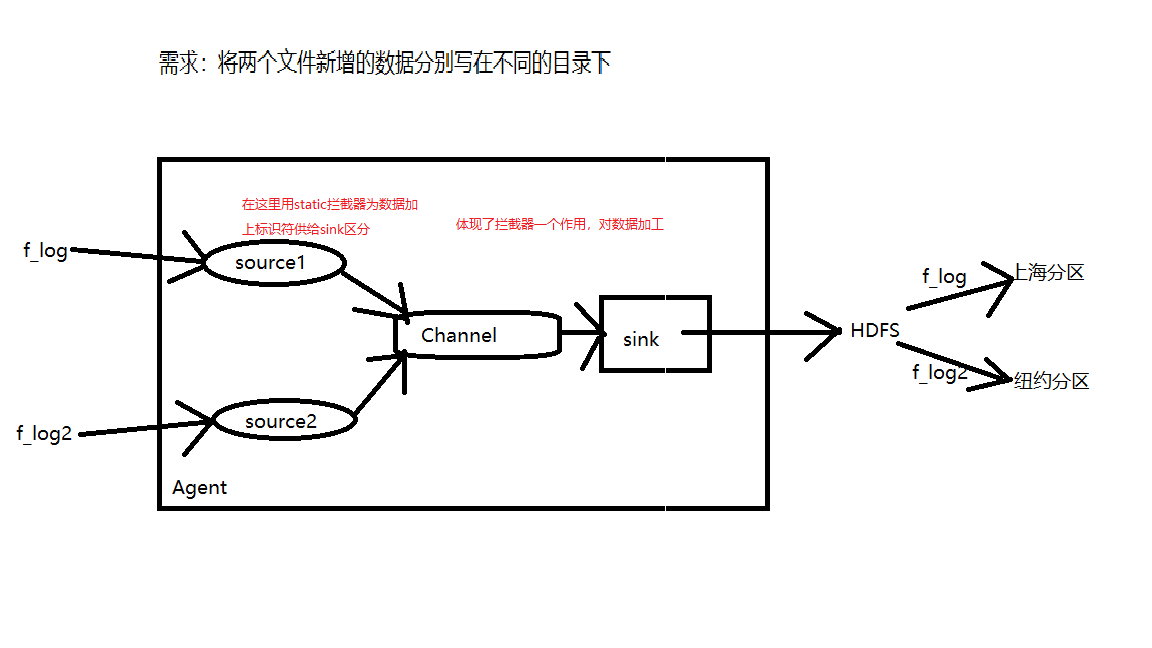 需求：将两个文件新增的数据分别写在不同的目录下
在这里用static拦截器为数据加
上标识符供给sink区分
体现了拦截器一个作用，对数据加工
f_log
source1
f_log
上海分区
Channel
sink
HDFS
f_log2
纽约分区
f_log2
source2
Agent